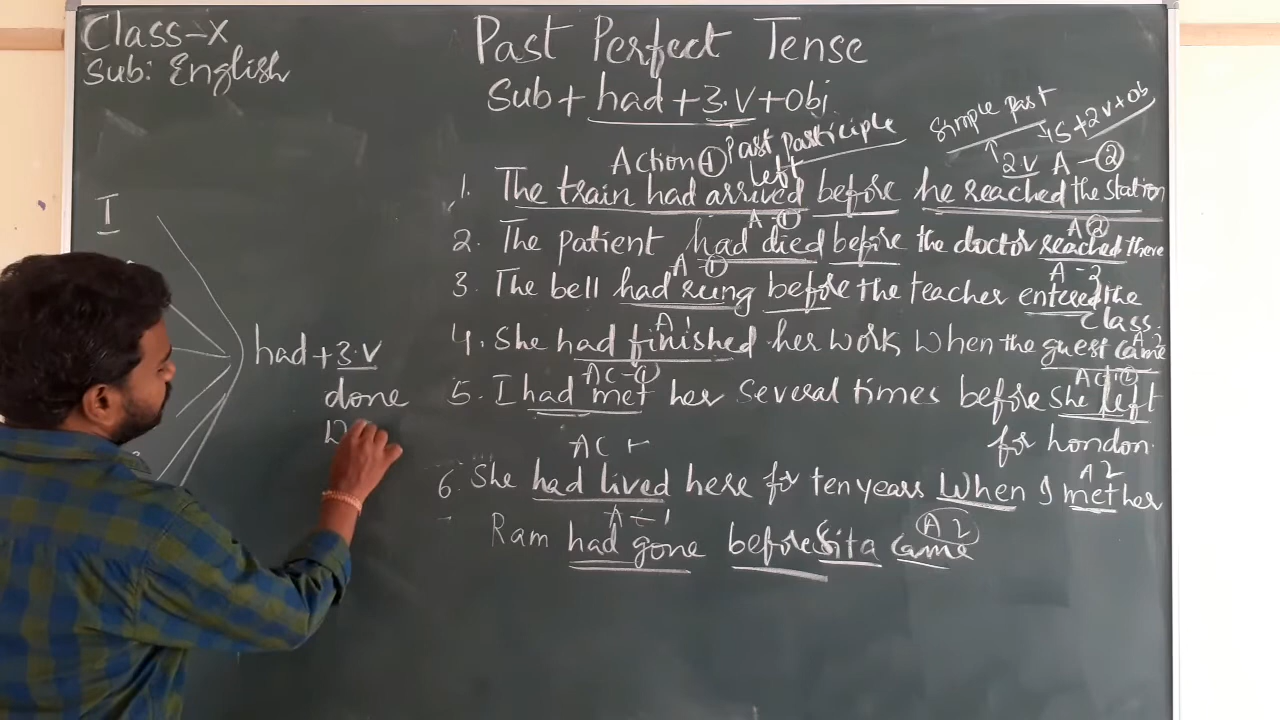 Class-X
Sub: English
Past Perfect Tense
Sub + had + 3.V + Obj
Simple Past
S + 2V + Ob
Action ① Past Participle
2V A - ②
left
1. The train had arrived before he reached the station
A - ① A ②
2. The patient had died before the doctor reached there
A - ① A - 2
3. The bell had rung before the teacher entered the
class.
A 1 A 2
4. She had finished her work when the guest came
AC - ① AC ②
5. I had met her several times before she left
for london.
AC 1 A 2
6. She had lived here for ten years when I met her
A - 1 A 2
Ram had gone before Sita came
I
had + 3.V
done